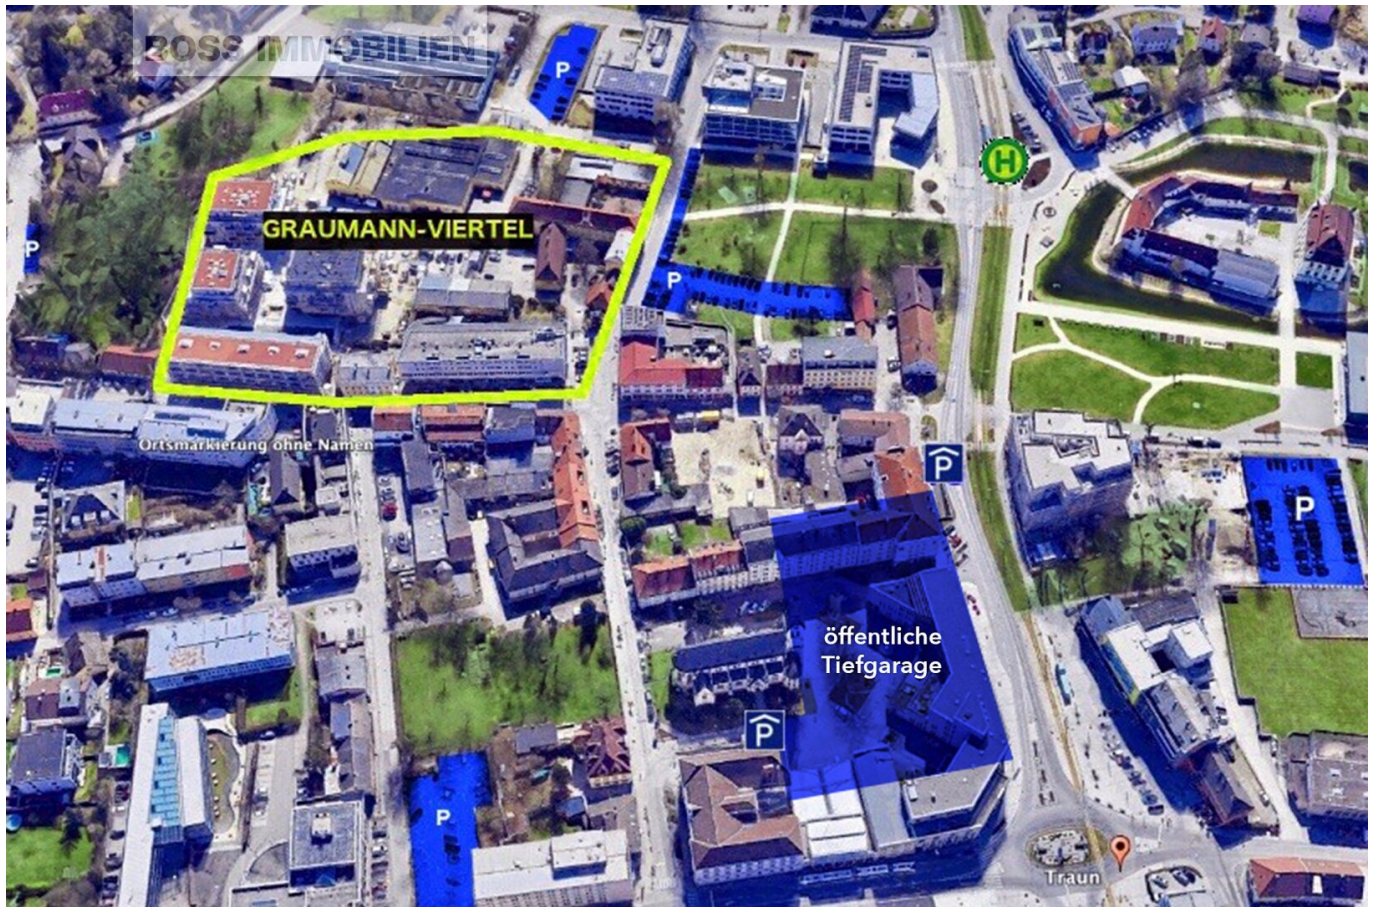 ROSS IMMOBILIEN
P
H
P
GRAUMANN-VIERTEL
P
P
Ortsmarkierung ohne Namen
P
P
öffentliche
Tiefgarage
P
P
Traun